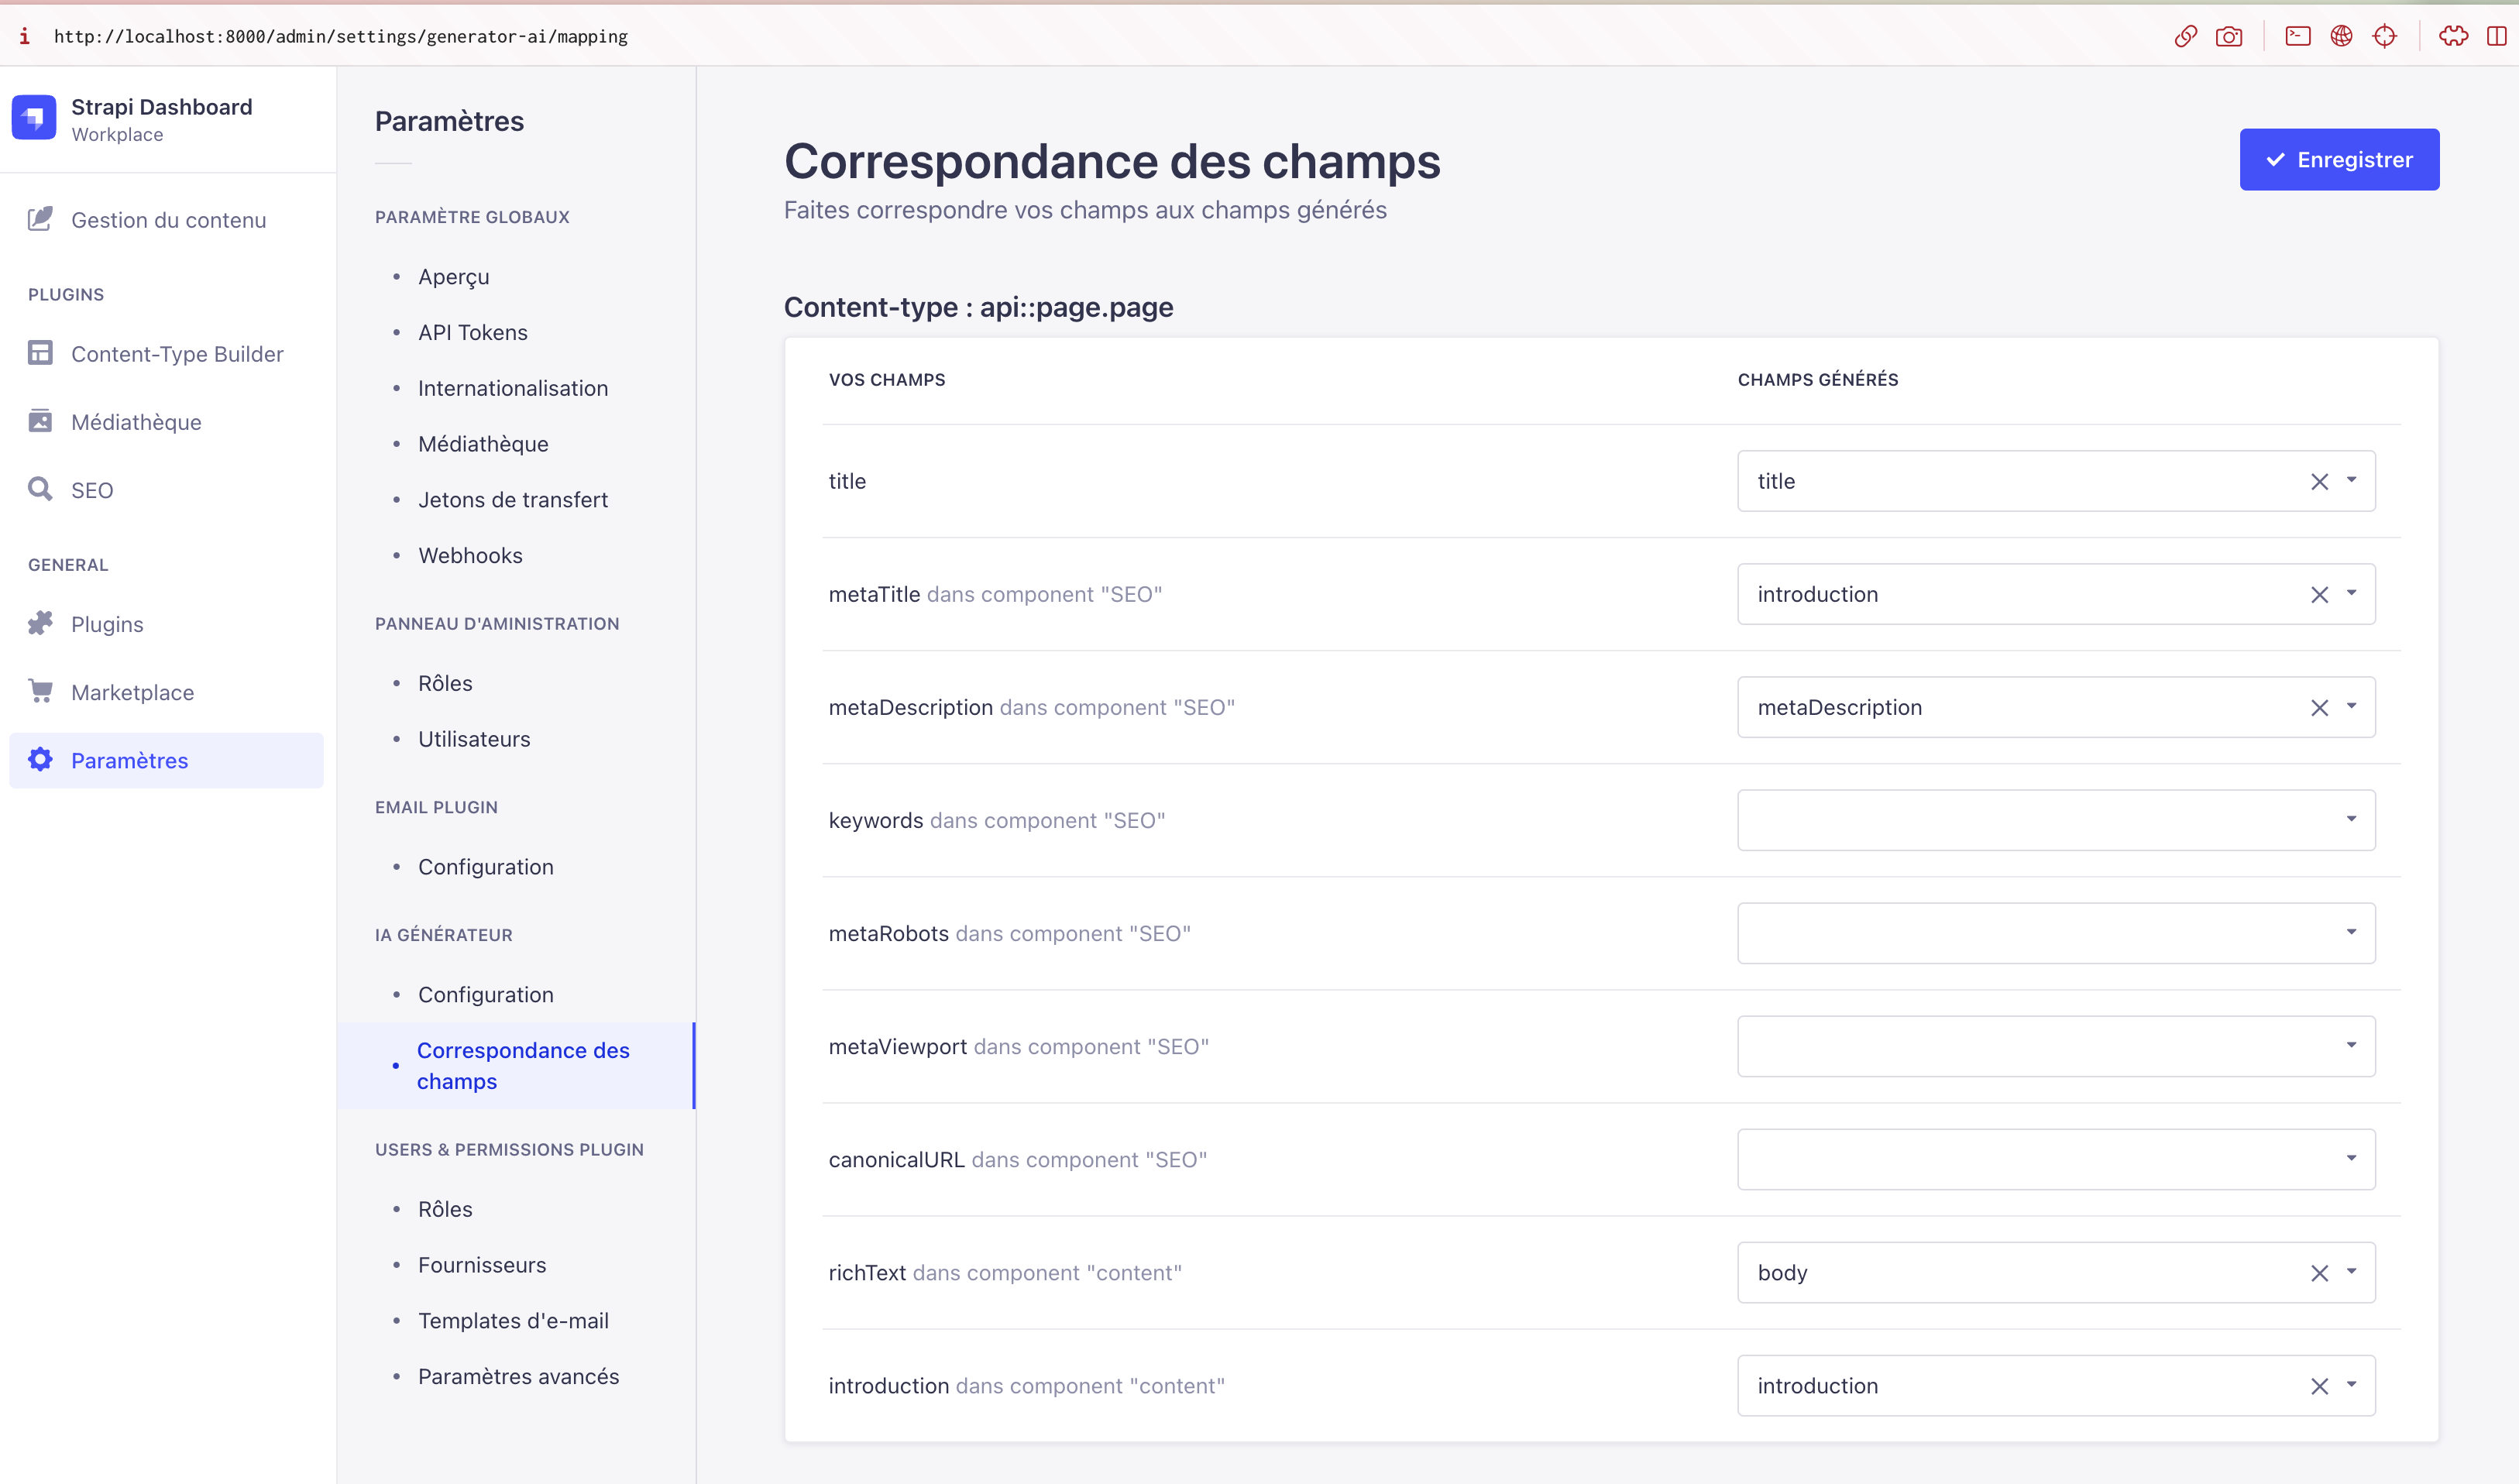 i http://localhost:8000/admin/settings/generator-ai/mapping
Strapi Dashboard
Workplace
Gestion du contenu
PLUGINS
Content-Type Builder
Médiathèque
SEO
GENERAL
Plugins
Marketplace
Paramètres
Paramètres
PARAMÈTRE GLOBAUX
Aperçu
API Tokens
Internationalisation
Médiathèque
Jetons de transfert
Webhooks
PANNEAU D'AMINISTRATION
Rôles
Utilisateurs
EMAIL PLUGIN
Configuration
IA GÉNÉRATEUR
Configuration
Correspondance des
champs
USERS & PERMISSIONS PLUGIN
Rôles
Fournisseurs
Templates d'e-mail
Paramètres avancés
Correspondance des champs
Enregistrer
Faites correspondre vos champs aux champs générés
Content-type : api::page.page
VOS CHAMPS CHAMPS GÉNÉRÉS
title title
metaTitle dans component "SEO" introduction
metaDescription dans component "SEO" metaDescription
keywords dans component "SEO"
metaRobots dans component "SEO"
metaViewport dans component "SEO"
canonicalURL dans component "SEO"
richText dans component "content" body
introduction dans component "content" introduction